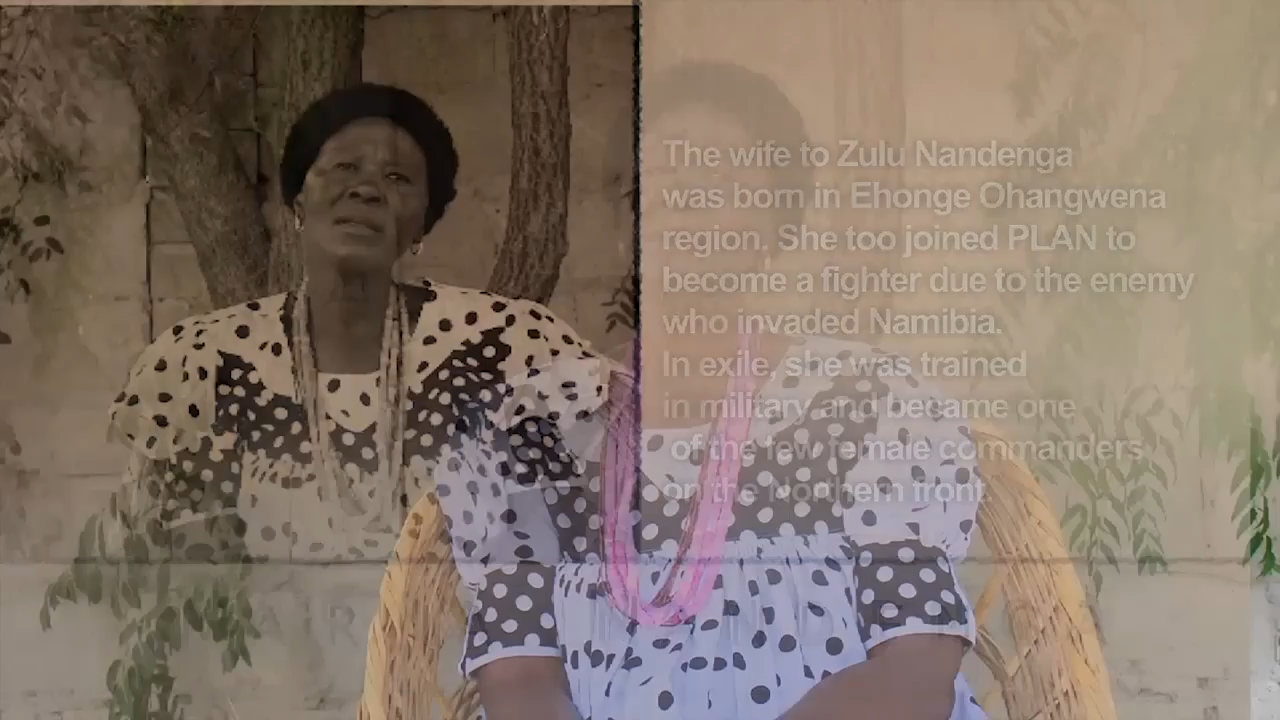 The wife to Zulu Nandenga
was born in Ehonge Ohangwena
region. She too joined PLAN to
become a fighter due to the enemy
who invaded Namibia.
In exile, she was trained
in military and became one
of the few female commanders
on the Northern front.